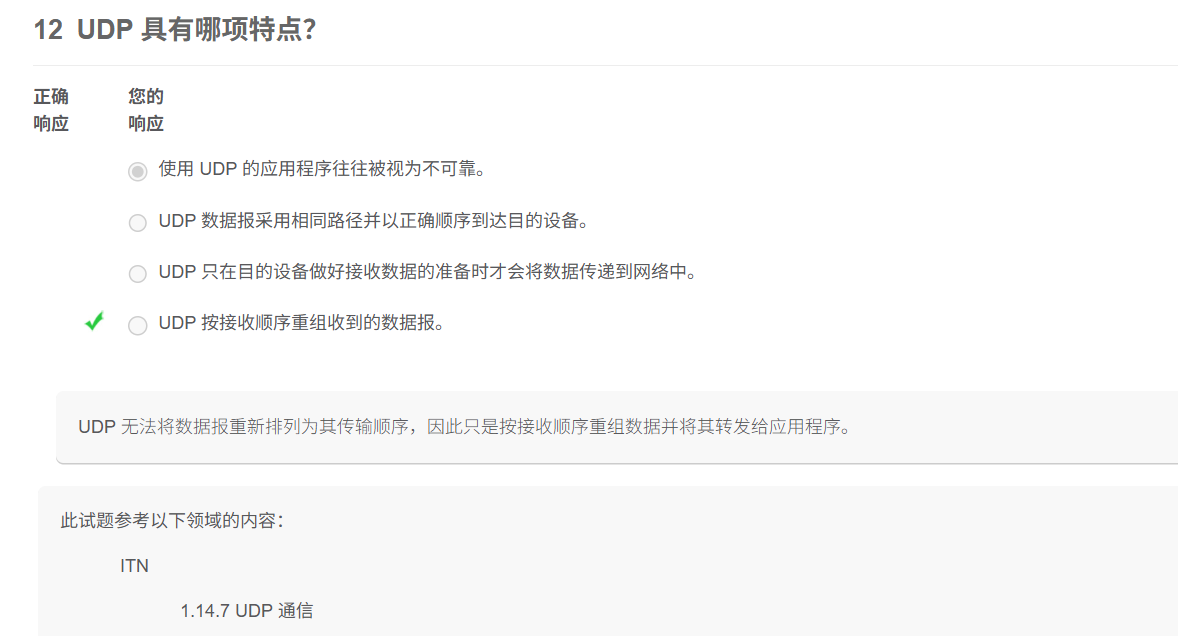 12 UDP 具有哪项特点？
正确 您的
响应 响应
使用 UDP 的应用程序往往被视为不可靠。
UDP 数据报采用相同路径并以正确顺序到达目的设备。
UDP 只在目的设备做好接收数据的准备时才会将数据传递到网络中。
UDP 按接收顺序重组收到的数据报。
UDP 无法将数据报重新排列为其传输顺序，因此只是按接收顺序重组数据并将其转发给应用程序。
此试题参考以下领域的内容：
ITN
1.14.7 UDP 通信